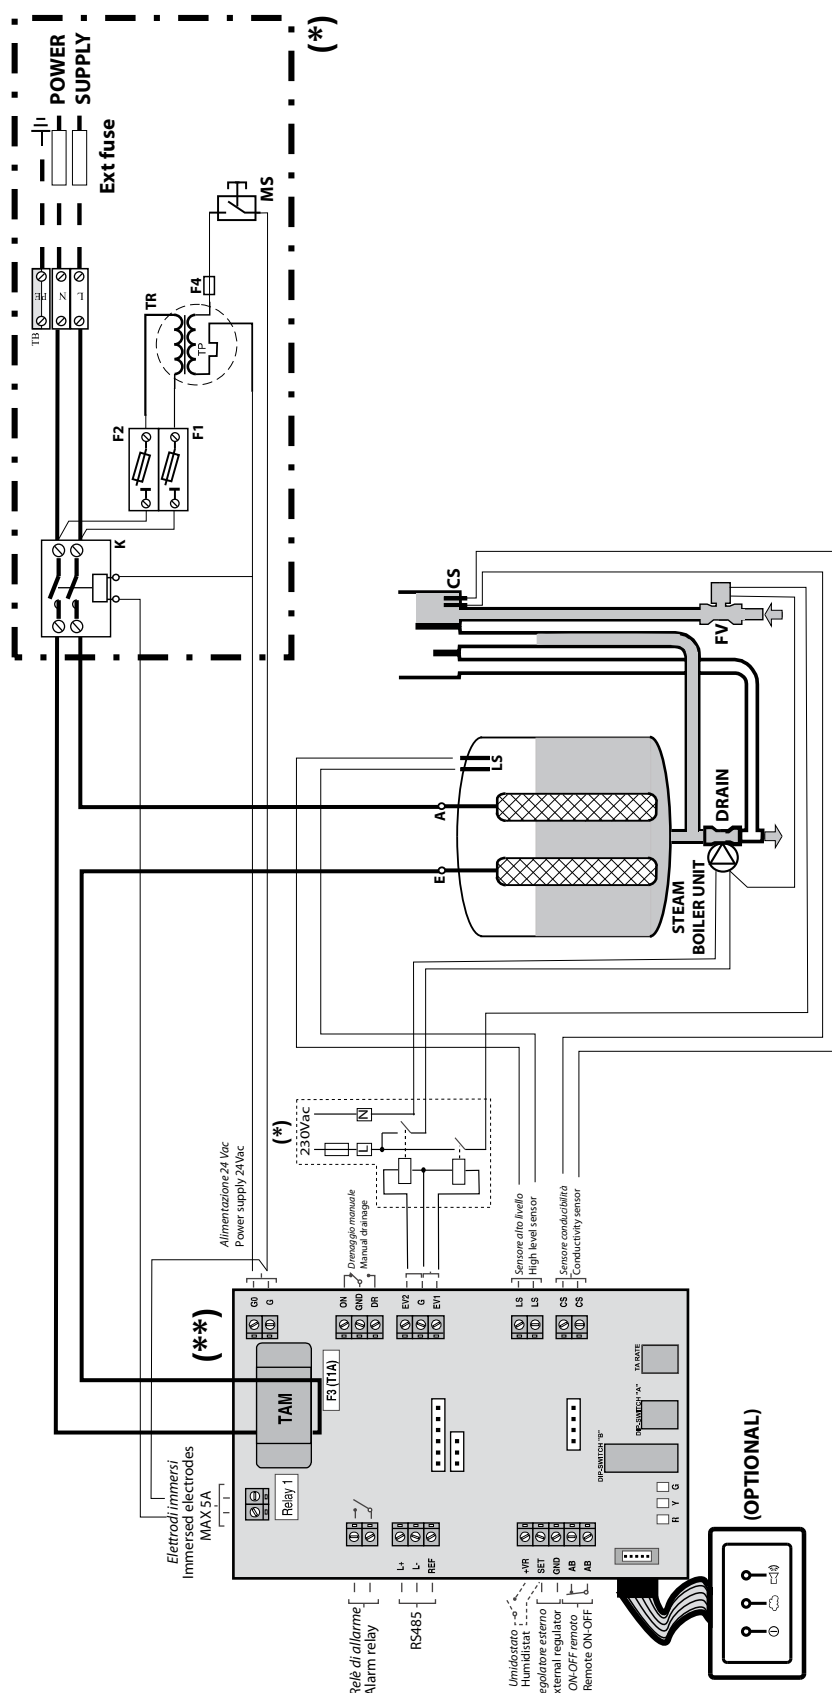 (*)
POWER
SUPPLY
Ext fuse
MS
F4
TR
TP
PE
N
L
TB
F2
F1
K
CS
FV
LS
A
E
DRAIN
STEAM
BOILER UNIT
(*)
230Vac
N
L
Alimentazione 24 Vac
Power supply 24Vac
Drenaggio manuale
Manual drainage
Sensore alto livello
High level sensor
Sensore conducibilità
Conductivity sensor
(**)
G0
G
ON
GND
DR
EV2
G
EV1
LS
LS
CS
CS
TAM
F3 (T1A)
TA RATE
DIP-SWITCH "A"
DIP-SWITCH "B"
Elettrodi immersi
Immersed electrodes
MAX 5A
Relay 1
R
Y
G
L+
L-
REF
+VR
SET
GND
AB
AB
Relè di allarme
Alarm relay
RS485
Umidostato
Humidistat
egolatore esterno
xternal regulator
ON-OFF remoto
Remote ON-OFF
(OPTIONAL)